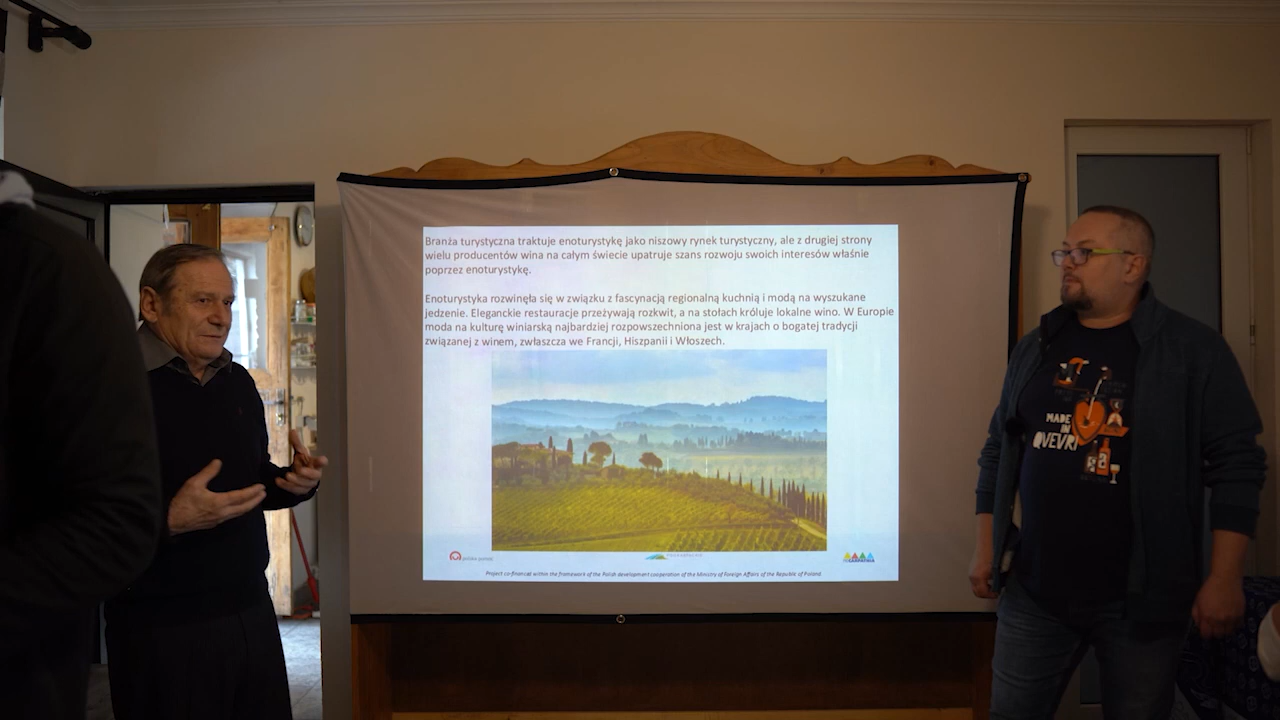 Branża turystyczna traktuje enoturystykę jako niszowy rynek turystyczny, ale z drugiej strony
wielu producentów wina na całym świecie upatruje szans rozwoju swoich interesów właśnie
poprzez enoturystykę.
Enoturystyka rozwinęła się w związku z fascynacją regionalną kuchnią i modą na wyszukane
jedzenie. Eleganckie restauracje przeżywają rozkwit, a na stołach króluje lokalne wino. W Europie
moda na kulturę winiarską najbardziej rozpowszechniona jest w krajach o bogatej tradycji
związanej z winem, zwłaszcza we Francji, Hiszpanii i Włoszech.
polska pomoc
Project co-financed within the framework of the Polish development cooperation of the Ministry of Foreign Affairs of the Republic of Poland.
MADE
IN
QVEVRI